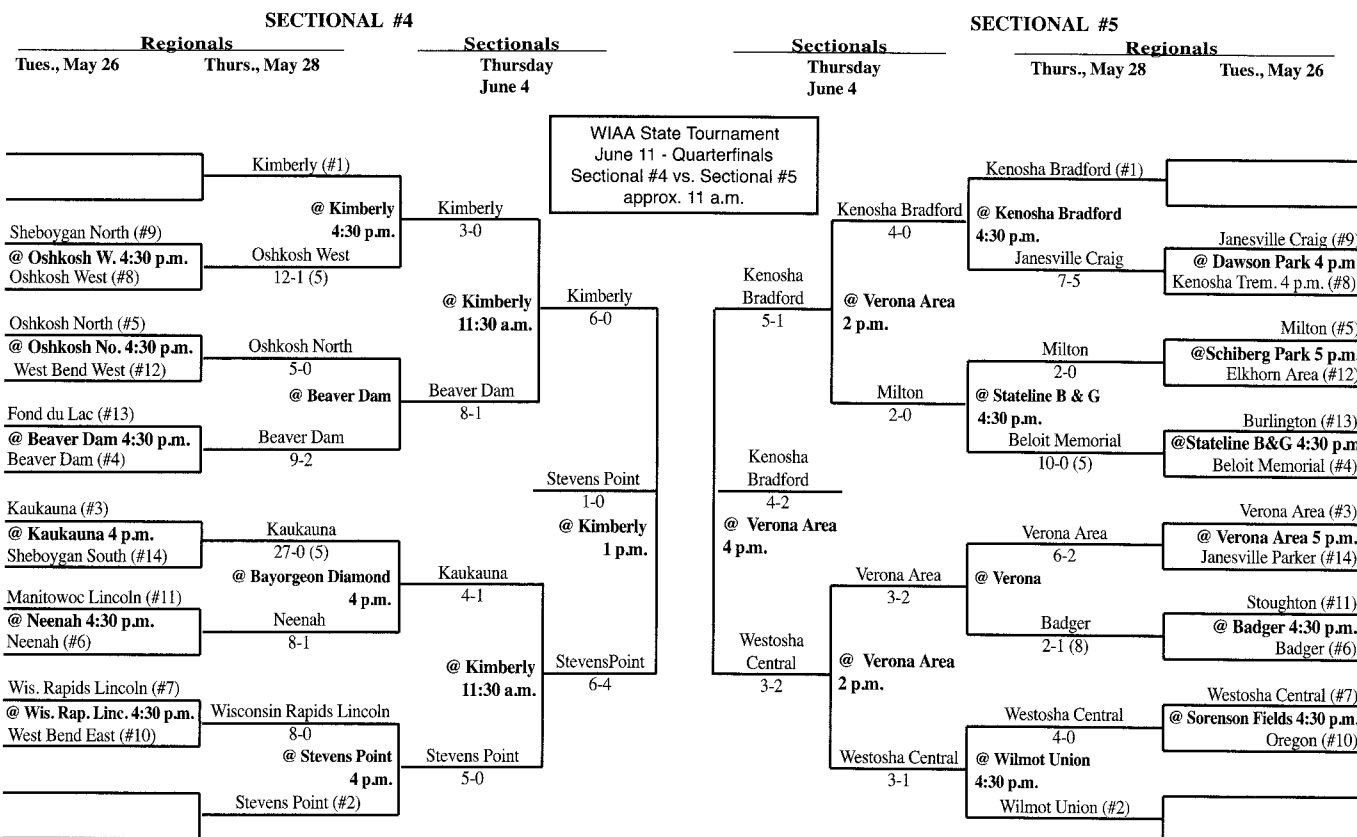 SECTIONAL #4
Regionals
Sectionals
Tues., May 26
Thurs., May 28
Thursday
June 4
Kimberly (#1)
@ Kimberly
4:30 p.m.
Kimberly
3-0
Sheboygan North (#9)
@ Oshkosh W. 4:30 p.m.
Oshkosh West (#8)
Oshkosh West
12-1 (5)
@ Kimberly
11:30 a.m.
Kimberly
6-0
Oshkosh North (#5)
@ Oshkosh No. 4:30 p.m.
West Bend West (#12)
Oshkosh North
5-0
@ Beaver Dam
Beaver Dam
8-1
Fond du Lac (#13)
@ Beaver Dam 4:30 p.m.
Beaver Dam (#4)
Beaver Dam
9-2
Stevens Point
1-0
@ Kimberly
1 p.m.
Kaukauna (#3)
@ Kaukauna 4 p.m.
Sheboygan South (#14)
Kaukauna
27-0 (5)
@ Bayorgeon Diamond
4 p.m.
Kaukauna
4-1
Manitowoc Lincoln (#11)
@ Neenah 4:30 p.m.
Neenah (#6)
Neenah
8-1
@ Kimberly
11:30 a.m.
StevensPoint
6-4
Wis. Rapids Lincoln (#7)
@ Wis. Rap. Linc. 4:30 p.m.
West Bend East (#10)
Wisconsin Rapids Lincoln
8-0
@ Stevens Point
4 p.m.
Stevens Point
5-0
Stevens Point (#2)
WIAA State Tournament
June 11 - Quarterfinals
Sectional #4 vs. Sectional #5
approx. 11 a.m.
SECTIONAL #5
Sectionals
Regionals
Thursday
June 4
Thurs., May 28
Tues., May 26
Kenosha Bradford (#1)
Kenosha Bradford
4-0
@ Kenosha Bradford
4:30 p.m.
Janesville Craig (#9)
@ Dawson Park 4 p.m
Kenosha Trem. 4 p.m. (#8)
Janesville Craig
7-5
Kenosha
Bradford
5-1
@ Verona Area
2 p.m.
Milton (#5)
@Schiberg Park 5 p.m
Elkhorn Area (#12)
Milton
2-0
Milton
2-0
@ Stateline B & G
4:30 p.m.
Burlington (#13)
@Stateline B&G 4:30 p.m
Beloit Memorial (#4)
Beloit Memorial
10-0 (5)
Kenosha
Bradford
4-2
@ Verona Area
4 p.m.
Verona Area (#3)
@ Verona Area 5 p.m.
Janesville Parker (#14)
Verona Area
6-2
Verona Area
3-2
@ Verona
Stoughton (#11)
@ Badger 4:30 p.m.
Badger (#6)
Badger
2-1 (8)
Westosha
Central
3-2
@ Verona Area
2 p.m.
Westosha Central (#7)
@ Sorenson Fields 4:30 p.m.
Oregon (#10)
Westosha Central
4-0
Westosha Central
3-1
@ Wilmot Union
4:30 p.m.
Wilmot Union (#2)